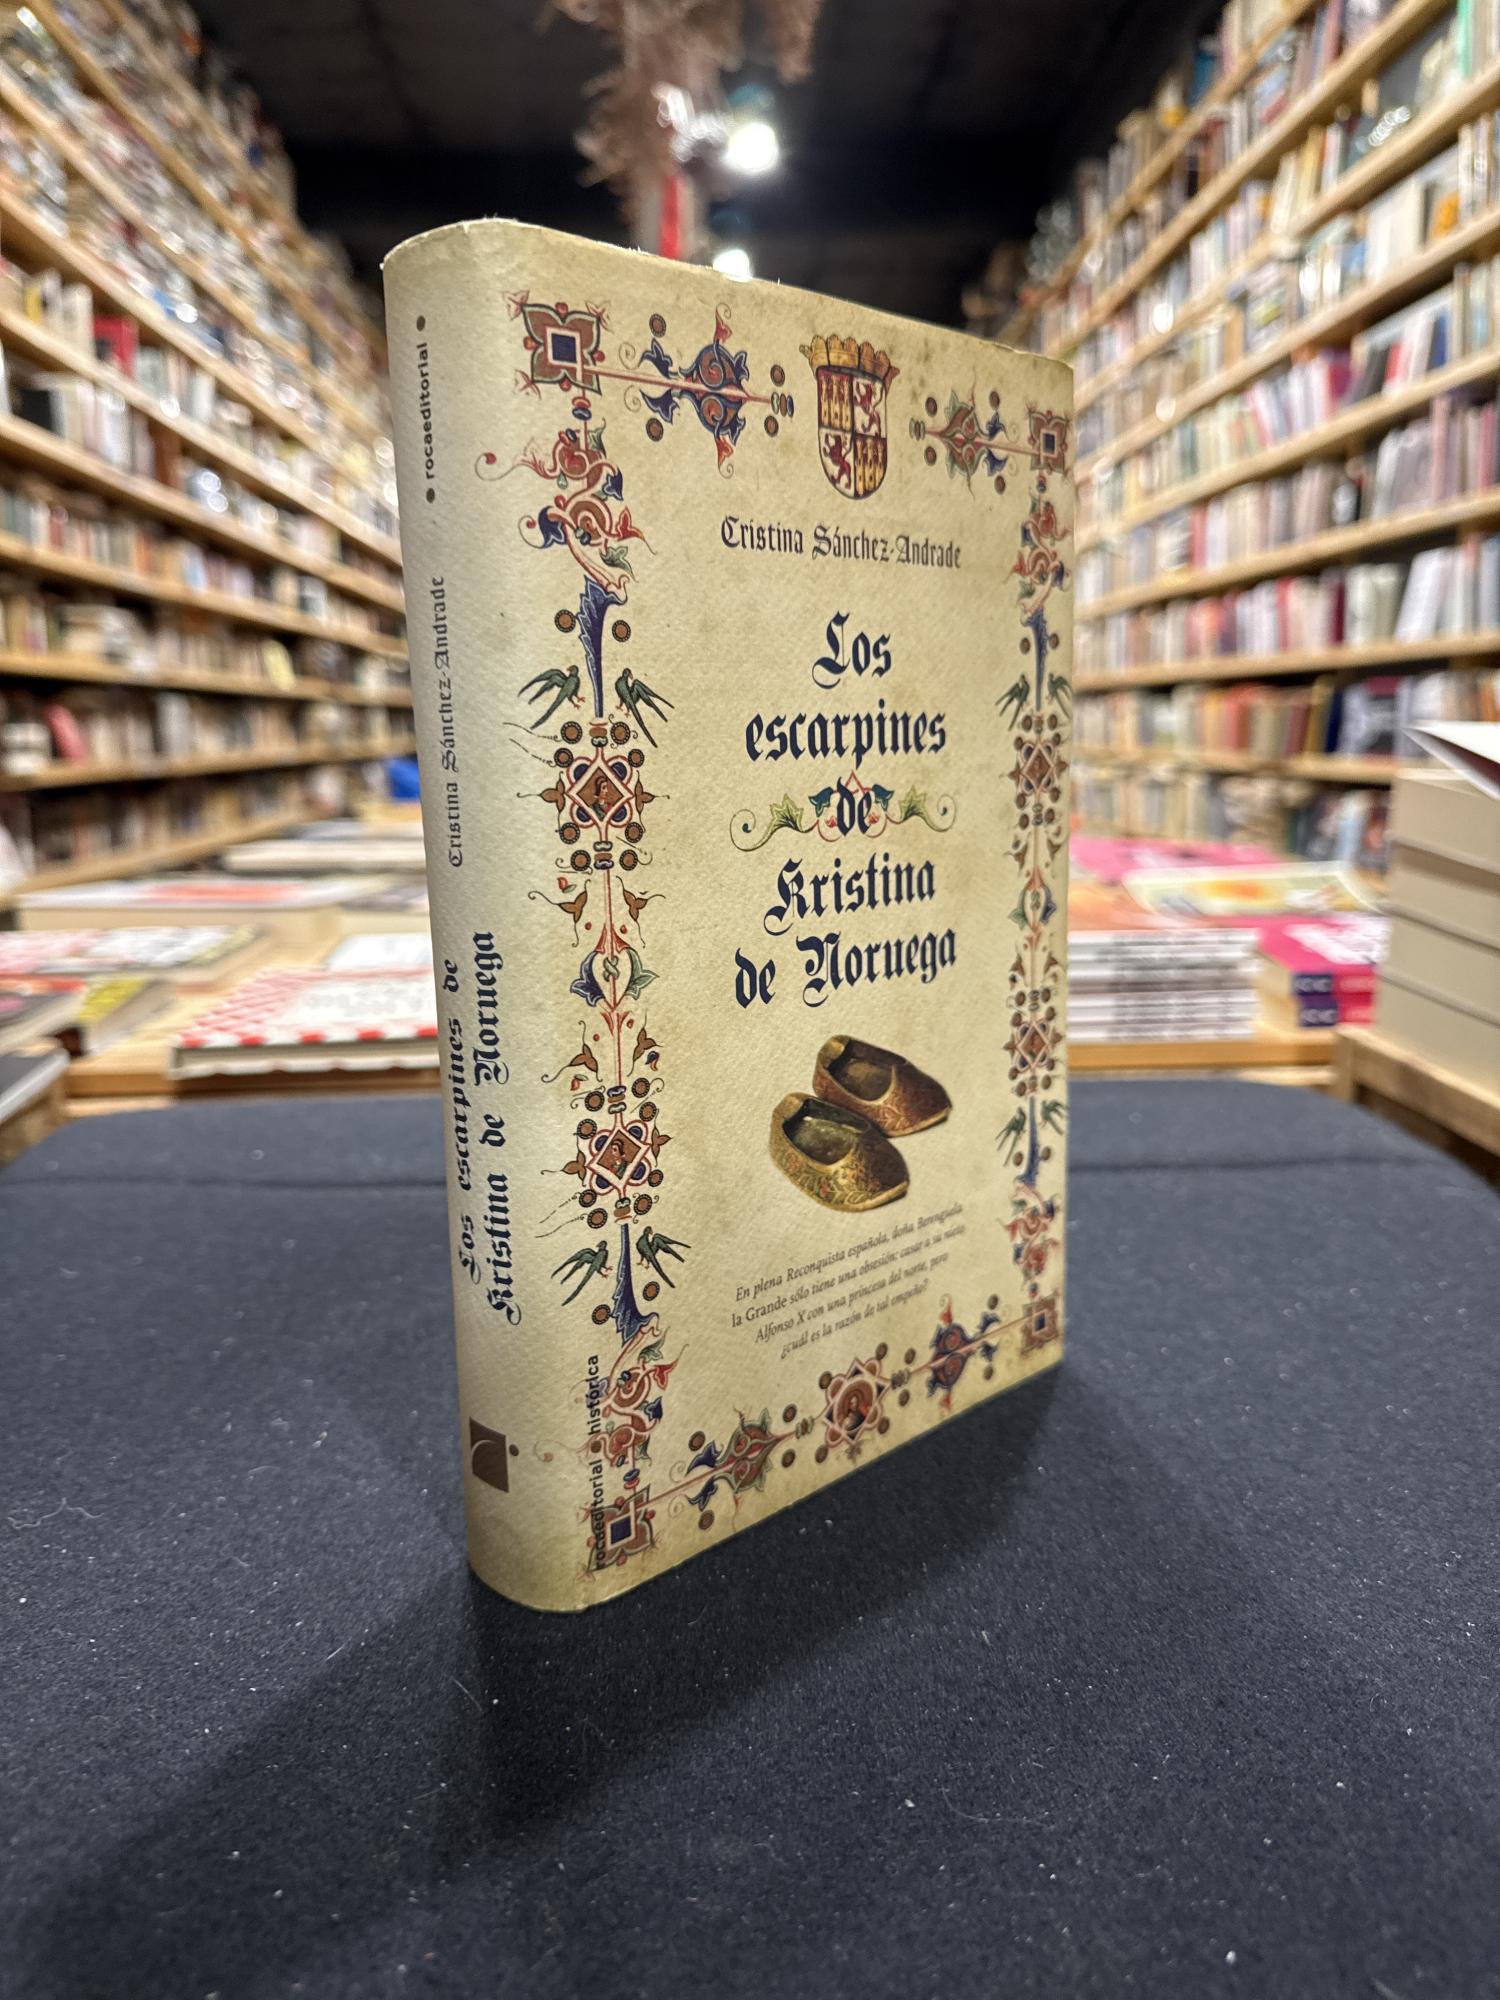 Cristina Sánchez-Andrade
Los
escarpines
de
Kristina
de Noruega
En plena Reconquista española, doña Berenguela
la Grande sólo tiene una obsesión: casar a su nieto
Alfonso X con una princesa del norte, pero
¿cuál es la razón de tal empeño?
rocaeditorial
Cristina Sánchez-Andrade
Los escarpines de
Kristina de Noruega
rocaeditorial histórica